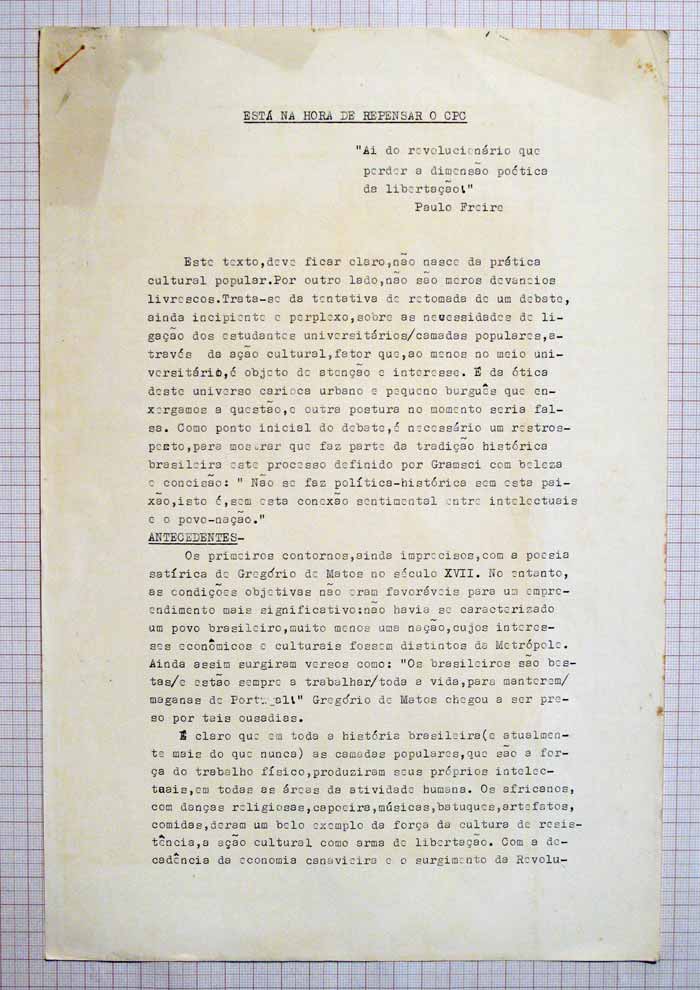 ESTÁ NA HORA DE REPENSAR O CPC
"Ai do revolucionário que
perder a dimensão poética
da libertação!"
Paulo Freire
Este texto,deve ficar claro,não nasce da prática
cultural popular.Por outro lado,não são meros devaneios
livrescos.Trata-se da tentativa de retomada de um debate,
ainda incipiente e perplexo,sobre as necessidades de li-
gação dos estudantes universitários/camadas populares,a-
través da ação cultural,fator que,ao menos no meio uni-
versitário,é objeto de atenção e interesse. É da ótica
deste universo carioca urbano e pequeno burguês que en-
xergamos a questão,e outra postura no momento seria fal-
sa. Como ponto inicial do debate,é necessário um restros-
pecto,para mostrar que faz parte da tradição histórica
brasileira este processo definido por Gramsci com beleza
e concisão: " Não se faz política-histórica sem esta pai-
xão,isto é,sem esta conexão sentimental entre intelectuais
e o povo-nação."
ANTECEDENTES-
Os primeiros contornos,ainda imprecisos,com a poesia
satírica de Gregório de Matos no século XVII. No entanto,
as condições objetivas não eram favoráveis para um empre-
endimento mais significativo:não havia se caracterizado
um povo brasileiro,muito menos uma nação,cujos interes-
ses econômicos e culturais fossem distintos da Metrópole.
Ainda assim surgiram versos como: "Os brasileiros são bes-
tas/e estão sempre a trabalhar/toda a vida,para manterem/
maganas de Portugal!" Gregório de Matos chegou a ser pre-
so por tais ousadias.
É claro que em toda a história brasileira(e atualmen-
te mais do que nunca) as camadas populares,que são a for-
ça do trabalho físico,produziram seus próprios intelec-
tuais,em todas as áreas da atividade humana. Os africanos,
com danças religiosas,capoeira,músicas,batuques,artefatos,
comidas,deram um belo exemplo da força da cultura de resis-
tência,a ação cultural como arma de libertação. Com a de-
cadência da economia canavieira e o surgimento da Revolu-